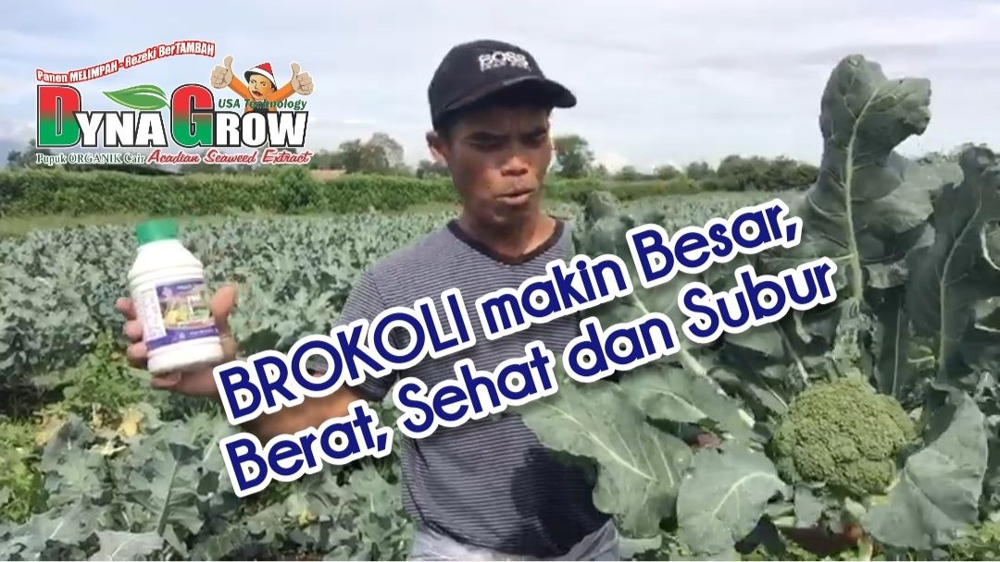 Panen MELIMPAH - Rezeki BerTAMBAH
DYNA GROW
USA Technology
Pupuk ORGANIK Cair Acadian Seaweed Extract
BOSS
BROKOLI makin Besar,
Berat, Sehat dan Subur